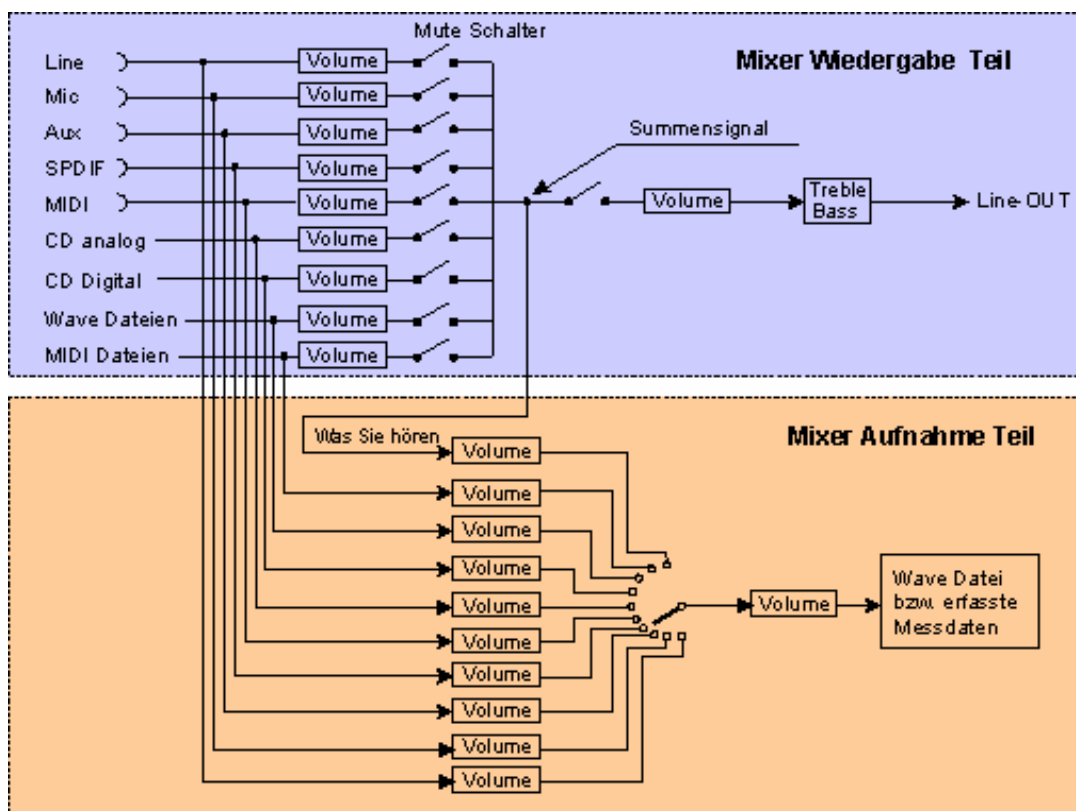 Mute Schalter
Mixer Wiedergabe Teil
Line
Volume
Mic
Volume
Aux
Volume
Summensignal
SPDIF
Volume
MIDI
Volume
Volume
Treble
Bass
Line-OUT
CD analog
Volume
CD Digital
Volume
Wave Dateien
Volume
MIDI Dateien
Volume
Was Sie hören
Mixer Aufnahme Teil
Volume
Volume
Volume
Volume
Volume
Volume
Volume
Volume
Volume
Volume
Volume
Wave Datei
bzw. erfasste
Messdaten